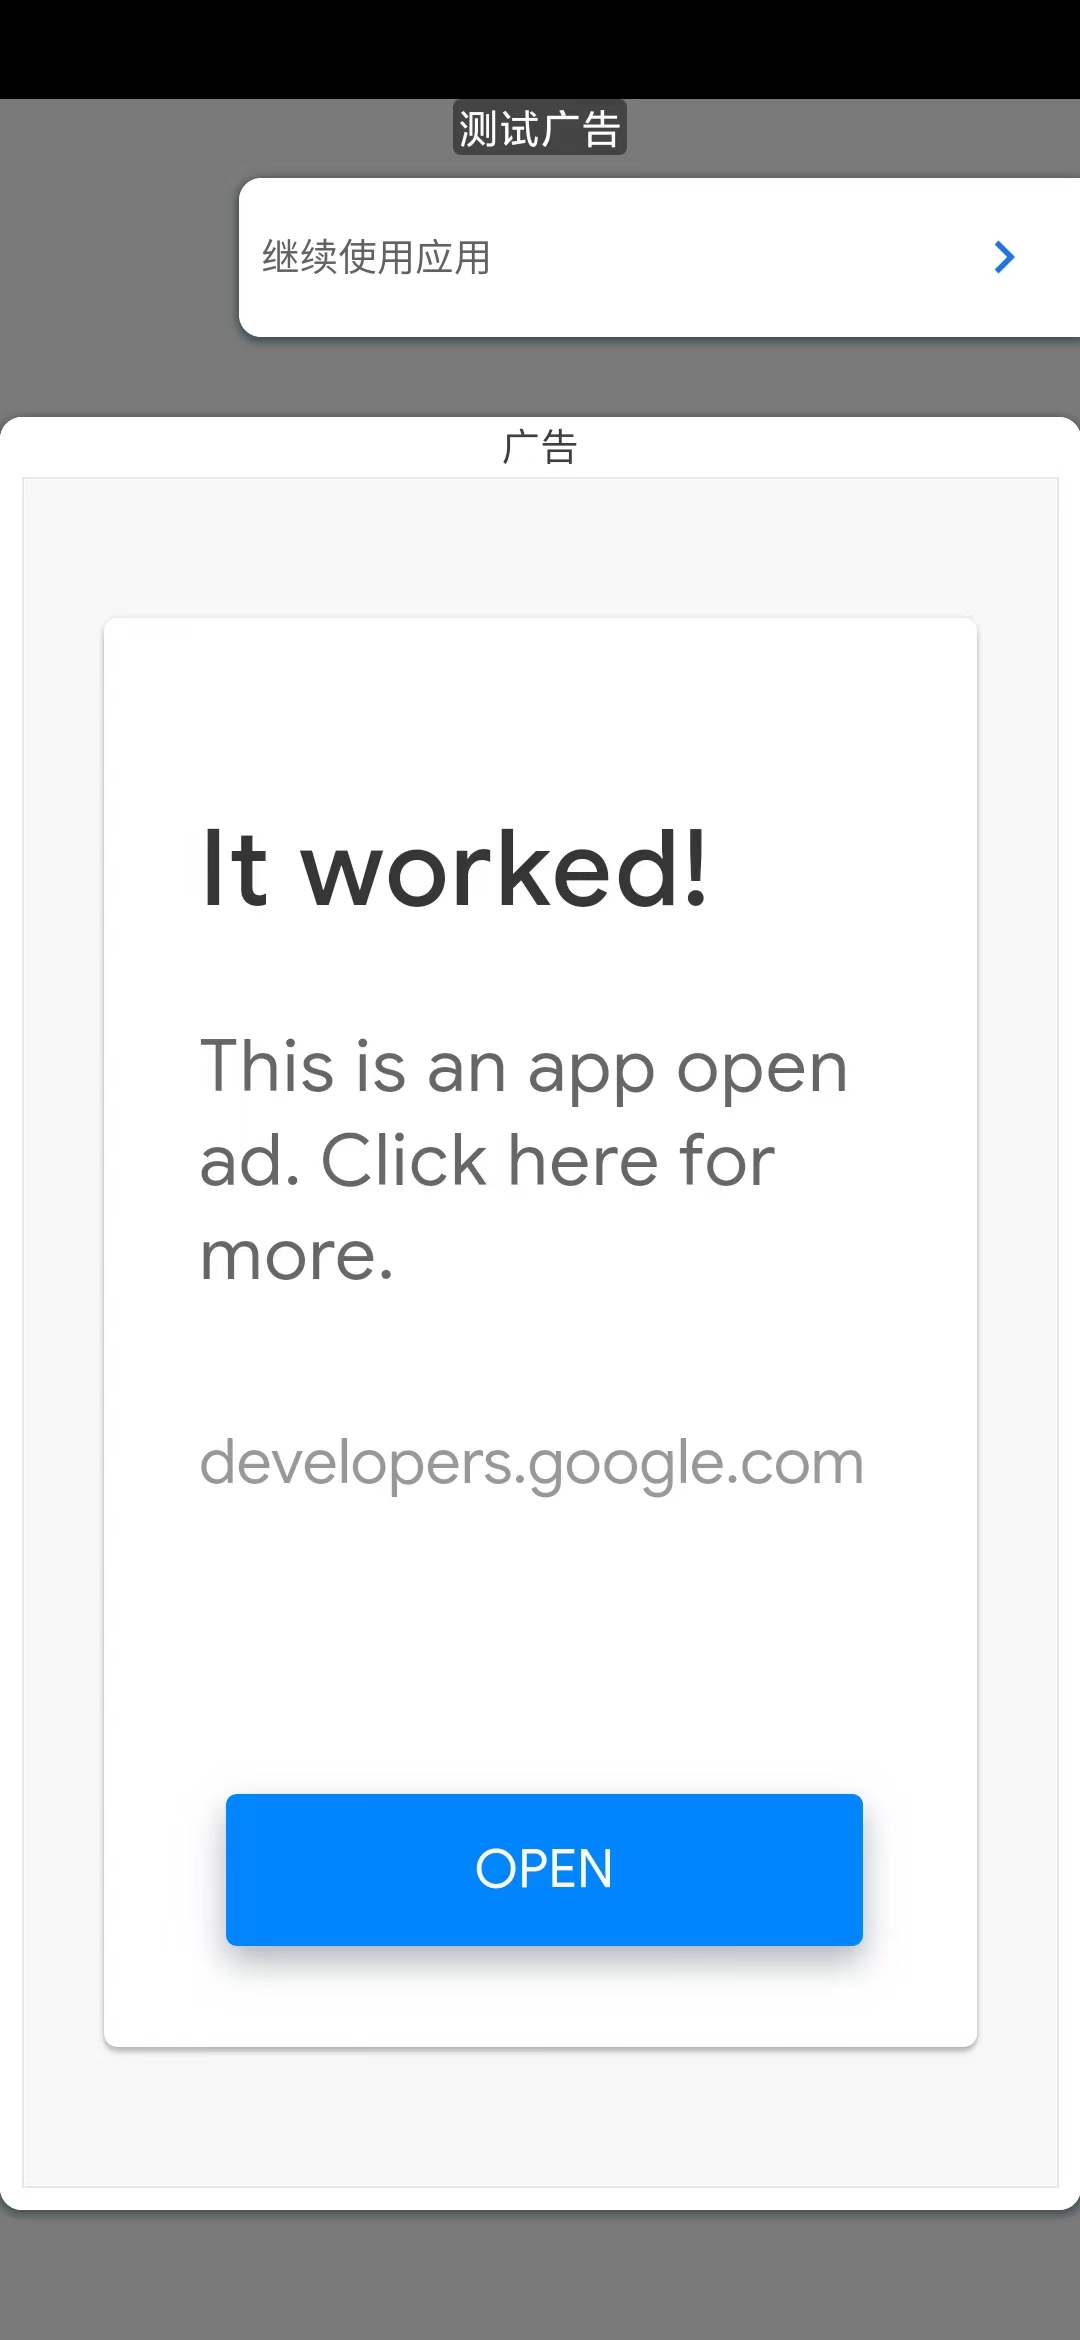 测试广告
继续使用应用
广告
It worked!
This is an app open
ad. Click here for
more.
developers.google.com
OPEN